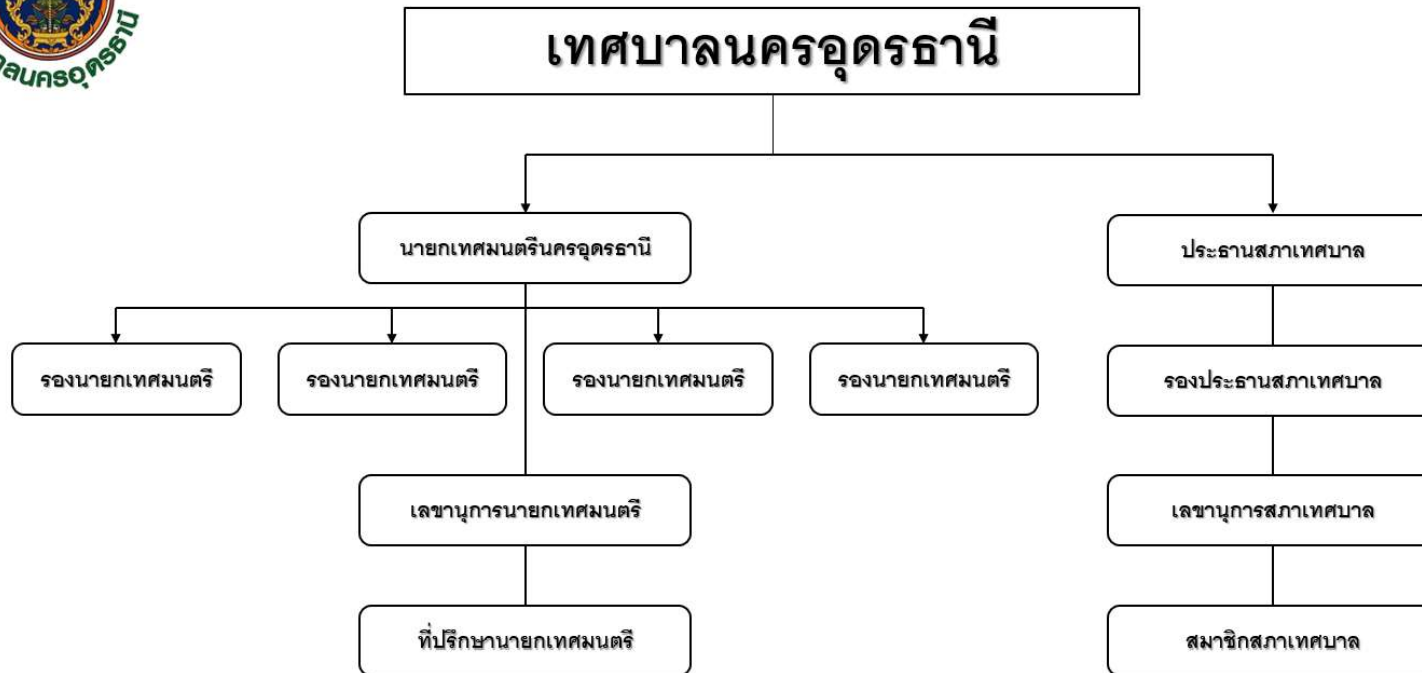 เทศบาลนครอุดรธานี
นายกเทศมนตรีนครอุดรธานี
ประธานสภาเทศบาล
รองนายกเทศมนตรี
รองนายกเทศมนตรี
รองนายกเทศมนตรี
รองนายกเทศมนตรี
รองประธานสภาเทศบาล
เลขานุการนายกเทศมนตรี
เลขานุการสภาเทศบาล
ที่ปรึกษานายกเทศมนตรี
สมาชิกสภาเทศบาล